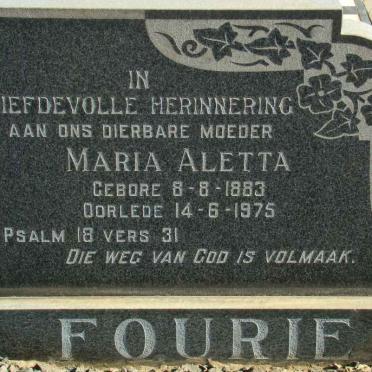 IN
IEFDEVOLLE HERINNERING
AAN ONS DIERBARE MOEDER
MARIA ALETTA
GEBORE 8-8-1883
OORLEDE 14-6-1975
PSALM 18 VERS 31
DIE WEG VAN GOD IS VOLMAAK.
FOURIE